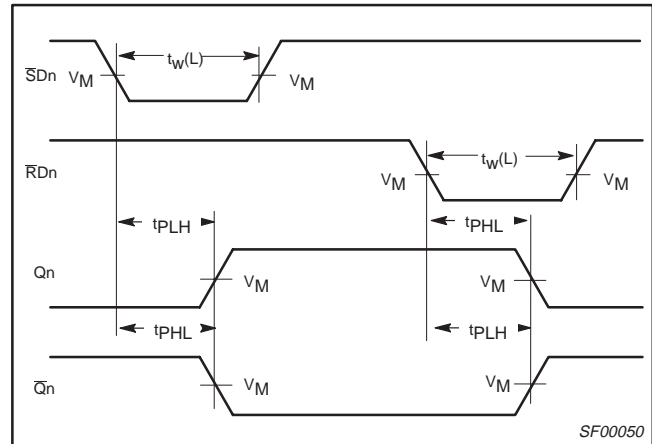 tw(L)
S̅Dn VM VM
R̅Dn VM tw(L) VM
tPLH tPHL
Qn VM VM
tPHL tPLH
Q̅n VM VM
SF00050